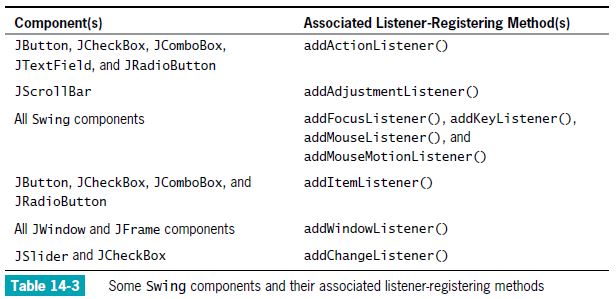 Component(s) Associated Listener-Registering Method(s)
JButton, JCheckBox, JComboBox, addActionListener()
JTextField, and JRadioButton
JScrollBar addAdjustmentListener()
All Swing components addFocusListener(), addKeyListener(),
addMouseListener(), and
addMouseMotionListener()
JButton, JCheckBox, JComboBox, and addItemListener()
JRadioButton
All JWindow and JFrame components addWindowListener()
JSlider and JCheckBox addChangeListener()
Table 14-3 Some Swing components and their associated listener-registering methods